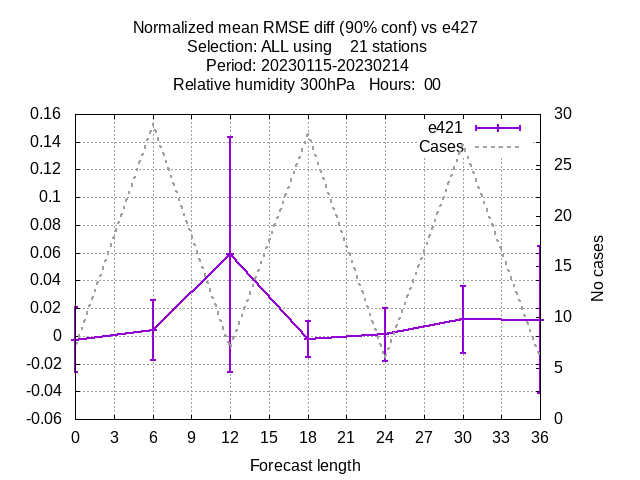 Normalized mean RMSE diff (90% conf) vs e427
Selection: ALL using    21 stations
Period: 20230115-20230214
Relative humidity 300hPa   Hours:  00
0.16
0.14
0.12
0.1
0.08
0.06
0.04
0.02
0
-0.02
-0.04
-0.06
30
25
20
15
10
5
0
No cases
e421
Cases
0 3 6 9 12 15 18 21 24 27 30 33 36
Forecast length